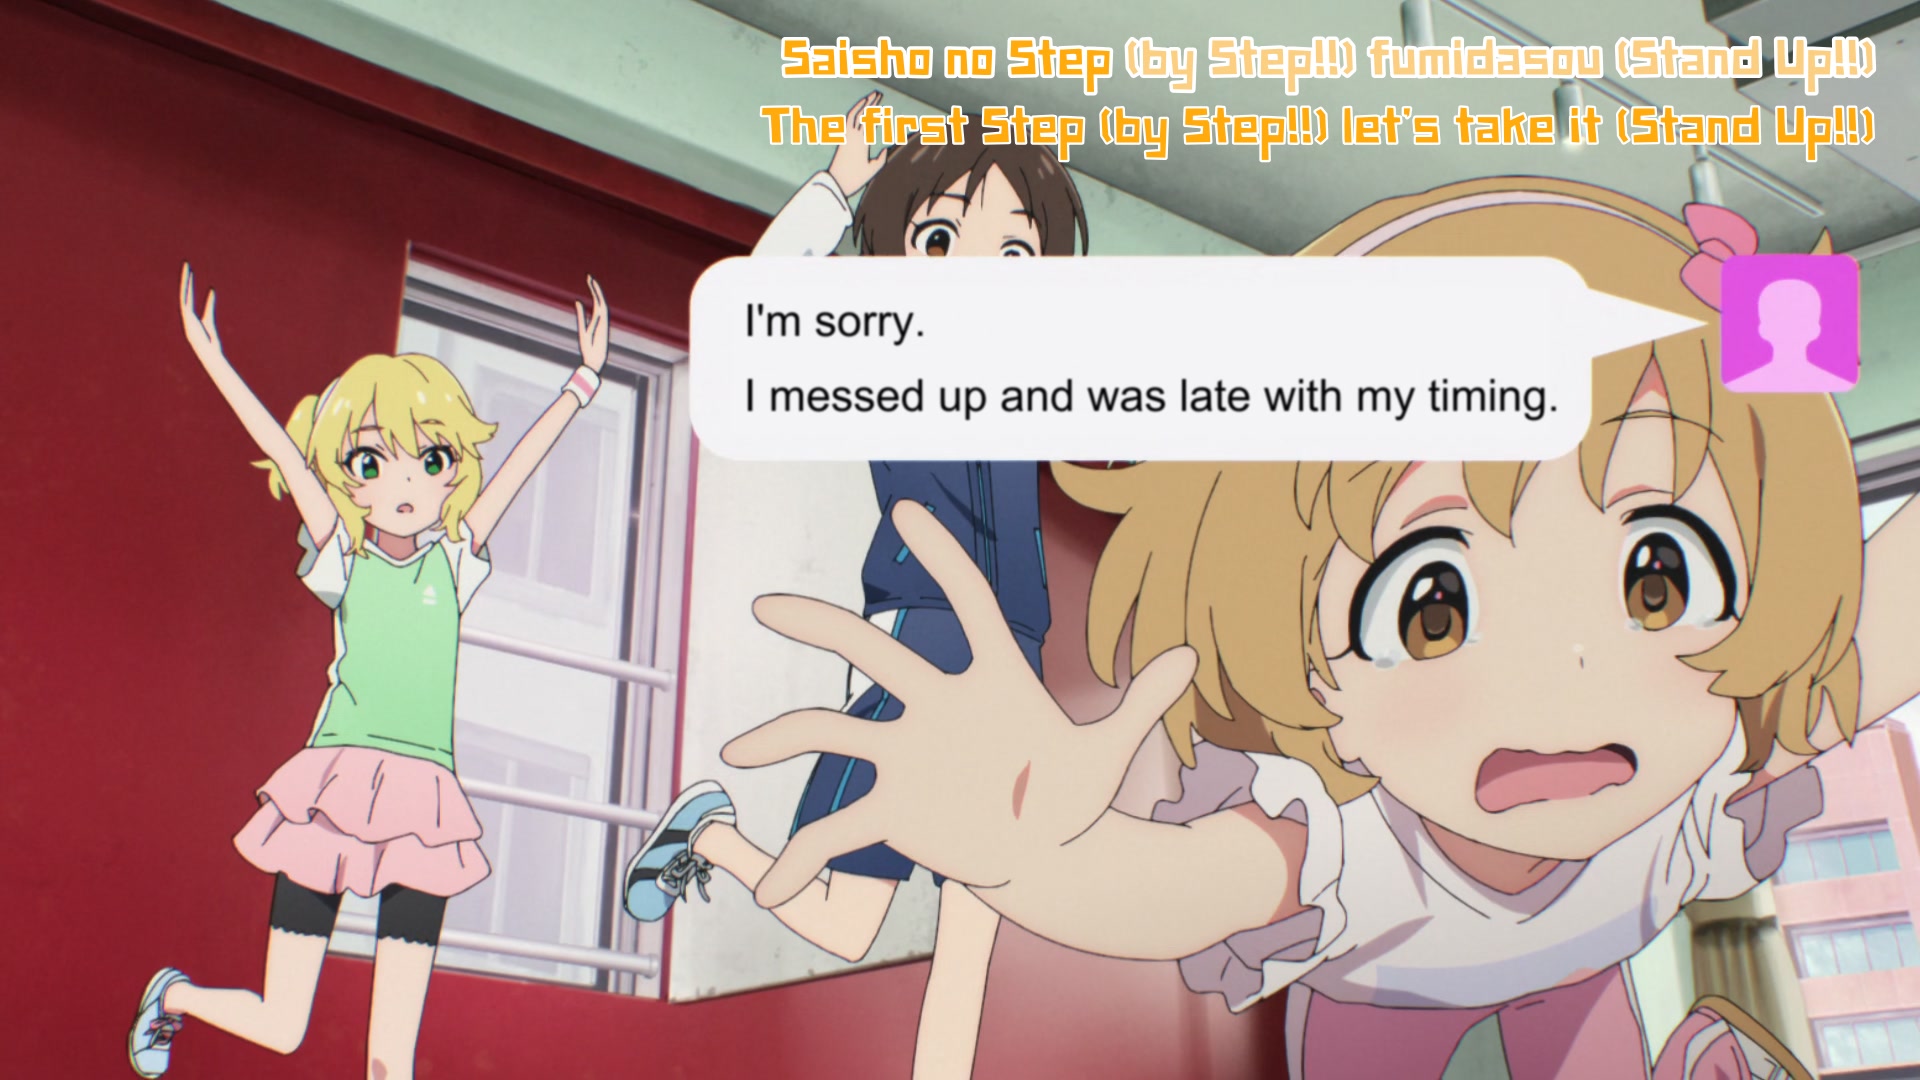 Saisho no Step (by Step!!) fumidasou (Stand Up!!)
The first Step (by Step!!) let's take it (Stand Up!!)
I'm sorry.
I messed up and was late with my timing.